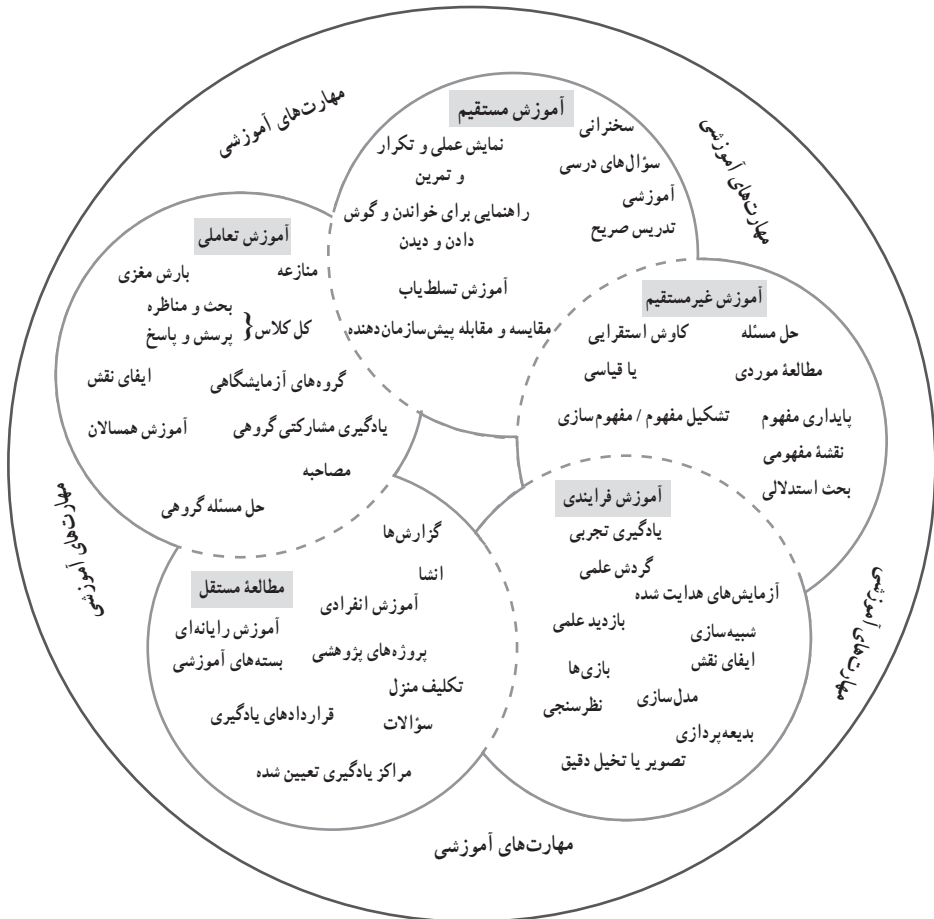 مهارت‌های آموزشی
مهارت‌های آموزشی
آموزش مستقیم
سخنرانی
نمایش عملی و تکرار
و تمرین
سؤال‌های درسی
آموزشی
راهنمایی برای خواندن و گوش
دادن و دیدن
تدریس صریح
آموزش تسلط‌یاب
مقایسه و مقابله پیش‌سازمان‌دهنده
آموزش غیرمستقیم
حل مسئله
کاوش استقرایی
یا قیاسی
مطالعهٔ موردی
پایداری مفهوم
تشکیل مفهوم / مفهوم‌سازی
نقشهٔ مفهومی
بحث استدلالی
آموزش تعاملی
منازعه
بارش مغزی
کل کلاس { بحث و مناظره
پرسش و پاسخ
گروه‌های آزمایشگاهی
ایفای نقش
یادگیری مشارکتی گروهی
آموزش همسالان
مصاحبه
حل مسئله گروهی
آموزش فرایندی
یادگیری تجربی
گردش علمی
آزمایش‌های هدایت شده
بازدید علمی
شبیه‌سازی
ایفای نقش
بازی‌ها
مدل‌سازی
نظرسنجی
بدیعه‌پردازی
تصویر یا تخیل دقیق
گزارش‌ها
انشا
مطالعهٔ مستقل
آموزش انفرادی
آموزش رایانه‌ای
پروژه‌های پژوهشی
بسته‌های آموزشی
تکلیف منزل
سؤالات
قراردادهای یادگیری
مراکز یادگیری تعیین شده
مهارت‌های آموزشی
مهارت‌های آموزشی
مهارت‌های آموزشی